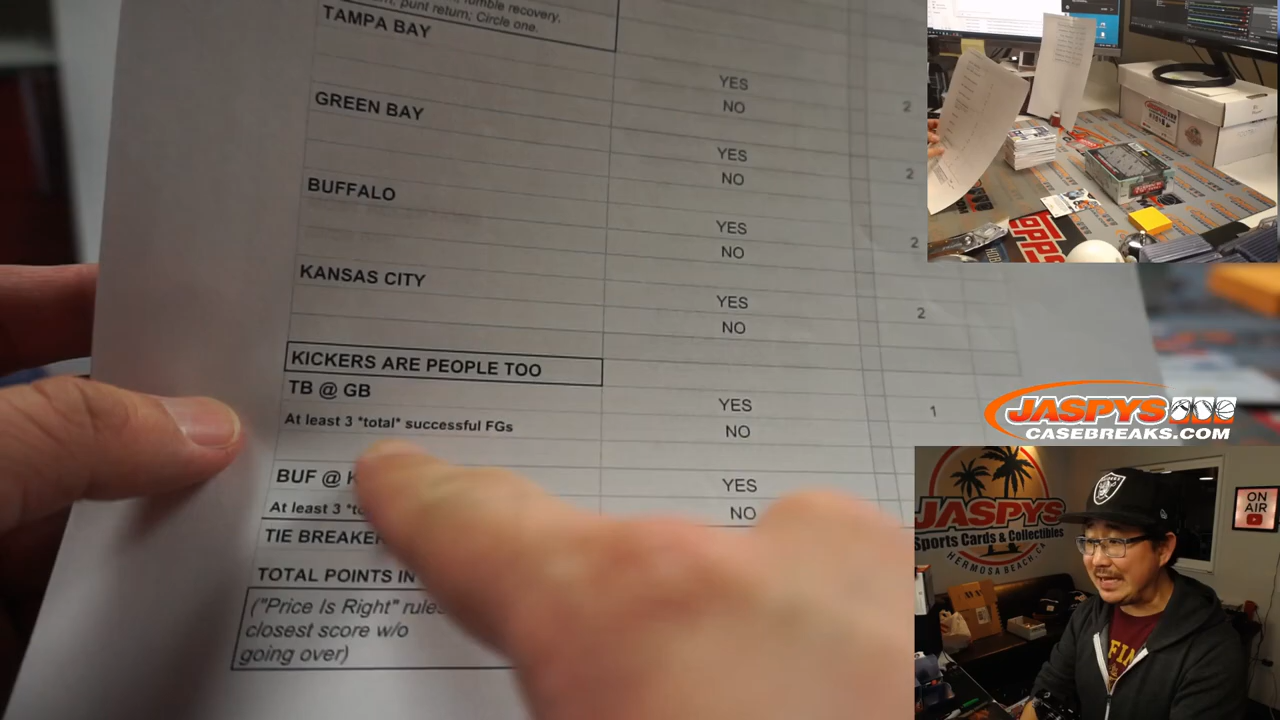 fumble recovery,
punt return; Circle one.
TAMPA BAY
YES
NO 2
GREEN BAY
YES
NO 2
BUFFALO
YES
NO 2
KANSAS CITY
YES 2
NO
KICKERS ARE PEOPLE TOO
TB @ GB
YES 1
At least 3 *total* successful FGs
NO
BUF @
YES
At least 3
NO
TIE BREAKER
TOTAL POINTS IN
("Price Is Right" rules
closest score w/o
going over)
JASPYS
CASEBREAKS.COM
JASPYS
Sports Cards & Collectibles
HERMOSA BEACH, CA
ON
AIR
RAIDERS
TOPPS
JASPYS